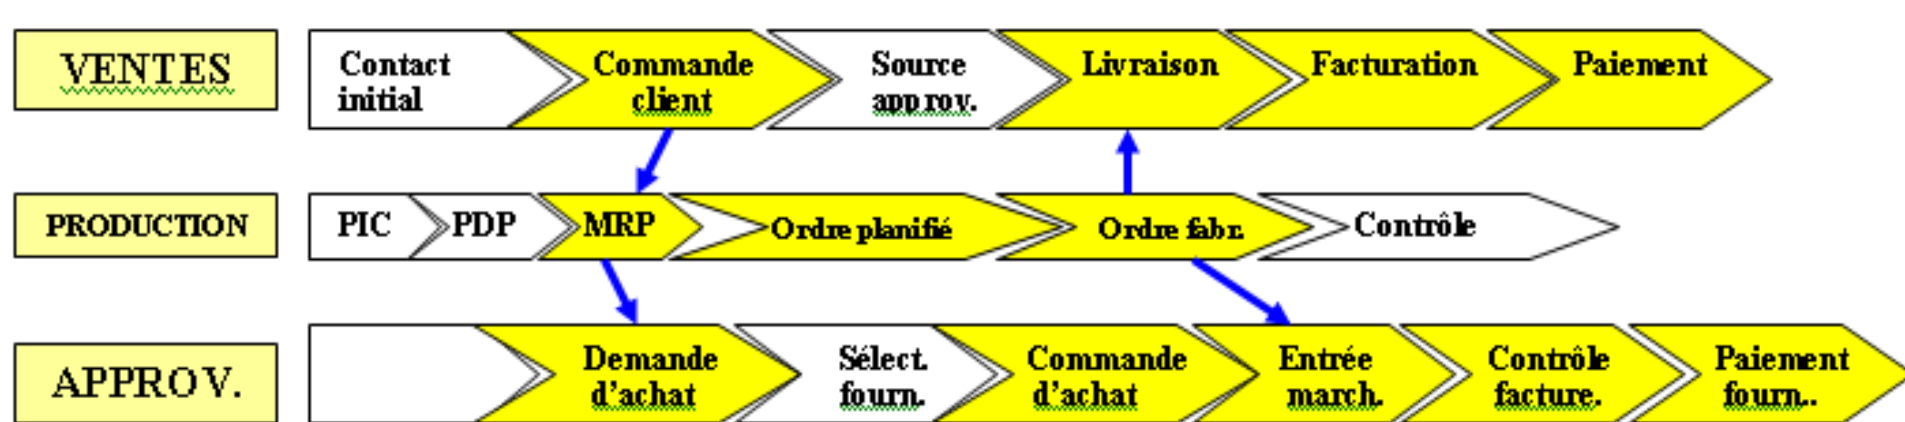 VENTES
Contact
initial
Commande
client
Source
approv.
Livraison
Facturation
Paiement
PRODUCTION
PIC
PDP
MRP
Ordre planifié
Ordre fabr.
Contrôle
APPROV.
Demande
d'achat
Sélect.
fourn.
Commande
d'achat
Entrée
march.
Contrôle
facture.
Paiement
fourn..